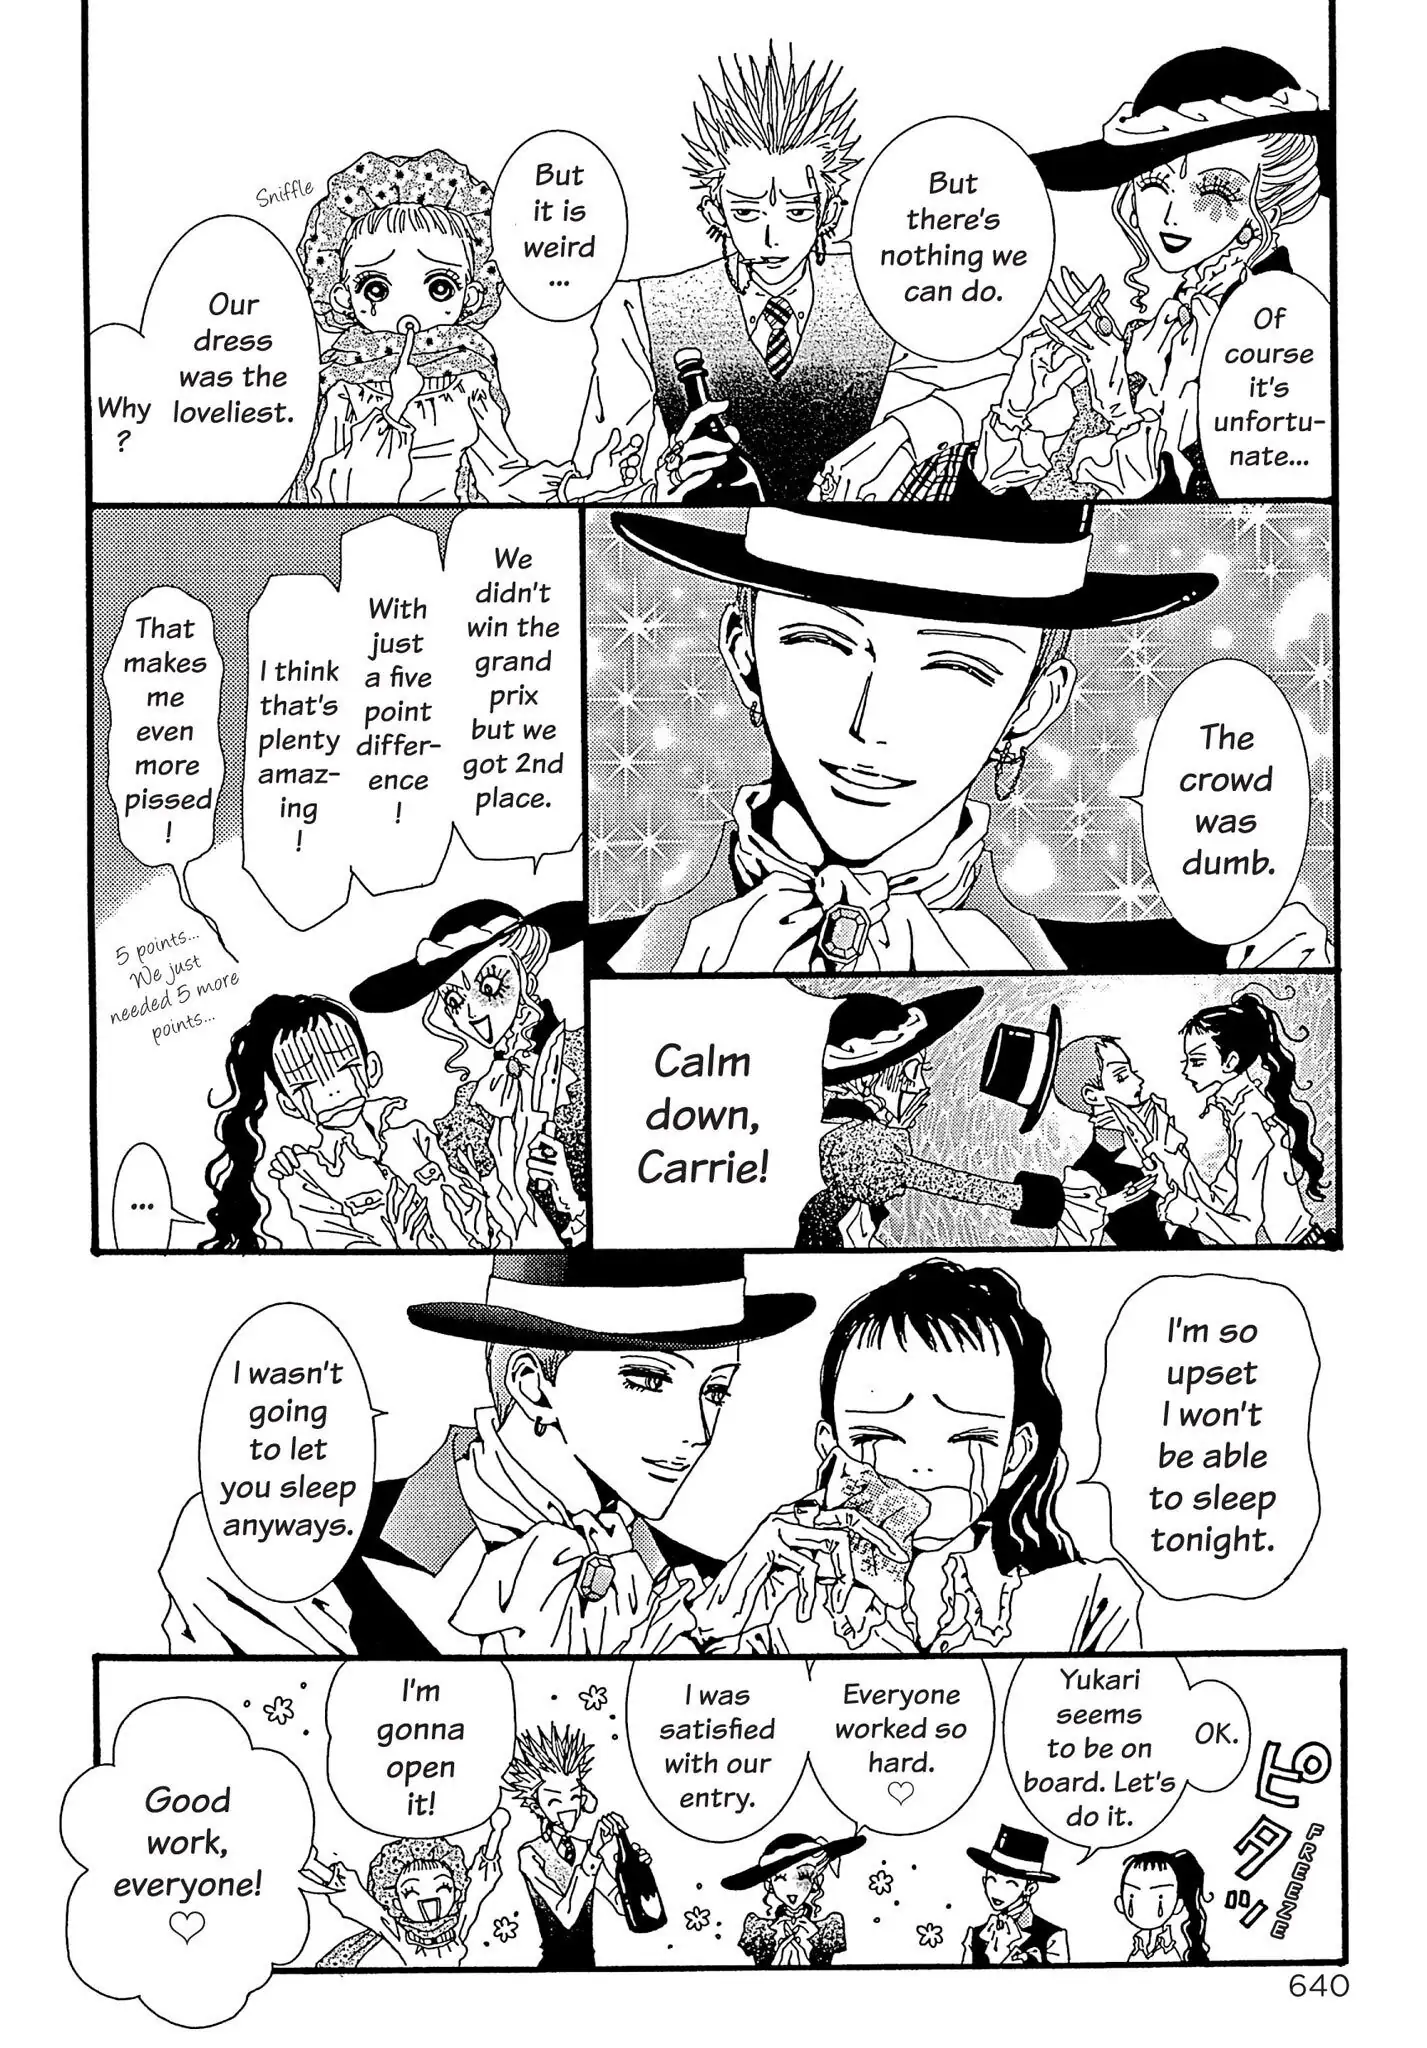 Of
course
it's
unfortu-
nate...
But
there's
nothing we
can do.
But
it is
weird
...
Sniffle
Our
dress
was the
loveliest.
Why
?
The
crowd
was
dumb.
Calm
down,
Carrie!
We
didn't
win the
grand
prix
but we
got 2nd
place.
With
just
a five
point
differ-
ence
!
I think
that's
plenty
amaz-
ing
!
That
makes
me
even
more
pissed
!
5 points...
We just
needed 5 more
points...
...
I'm so
upset
I won't
be able
to sleep
tonight.
I wasn't
going
to let
you sleep
anyways.
ピタッ
FREEZE
OK.
Yukari
seems
to be on
board. Let's
do it.
Everyone
worked so
hard.
♡
I was
satisfied
with our
entry.
I'm
gonna
open
it!
Good
work,
everyone!
♡
640